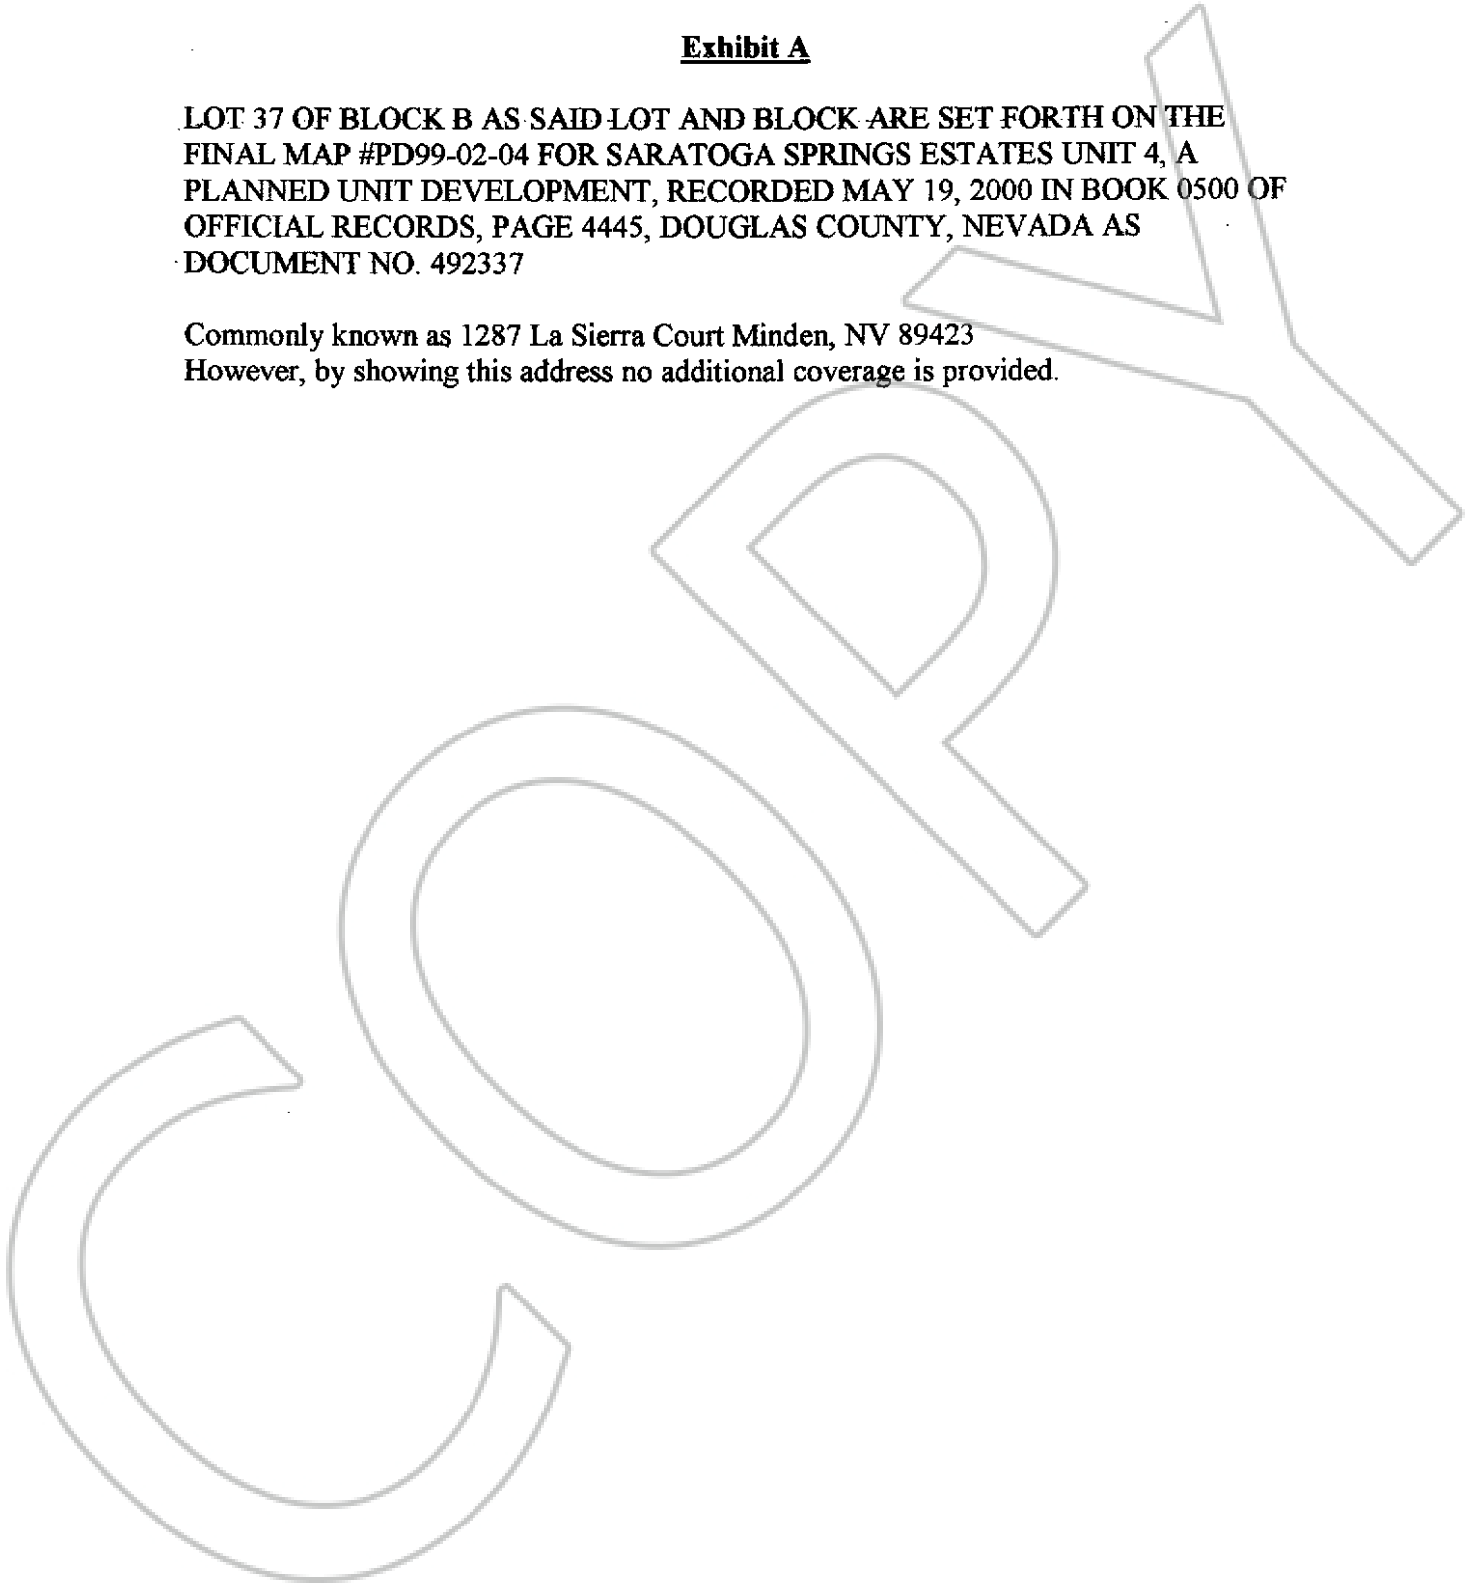 Exhibit A
LOT 37 OF BLOCK B AS SAID LOT AND BLOCK ARE SET FORTH ON THE
FINAL MAP #PD99-02-04 FOR SARATOGA SPRINGS ESTATES UNIT 4, A
PLANNED UNIT DEVELOPMENT, RECORDED MAY 19, 2000 IN BOOK 0500 OF
OFFICIAL RECORDS, PAGE 4445, DOUGLAS COUNTY, NEVADA AS
DOCUMENT NO. 492337
Commonly known as 1287 La Sierra Court Minden, NV 89423
However, by showing this address no additional coverage is provided.
COPY